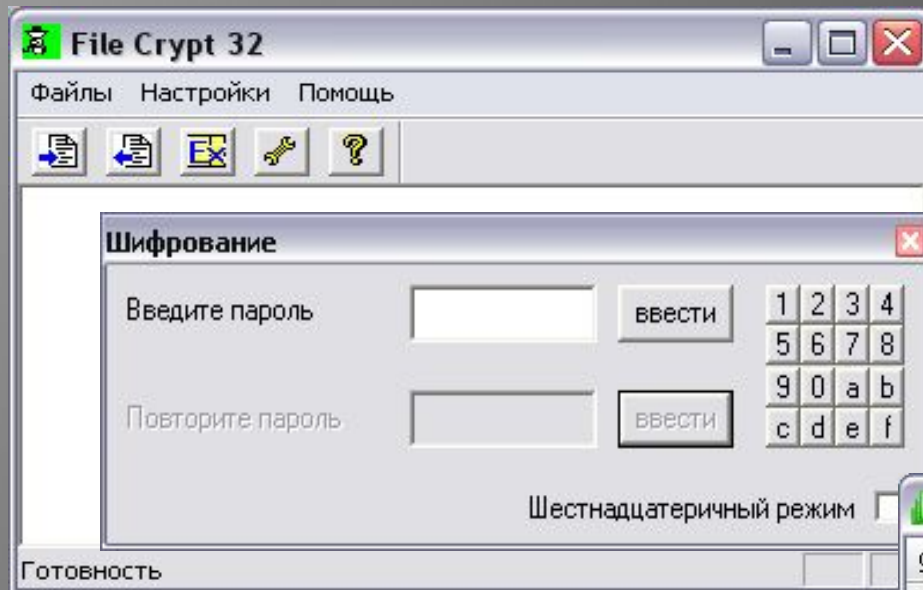 File Crypt 32
Файлы Настройки Помощь
Ex ?
Шифрование
Введите пароль ввести 1 2 3 4
5 6 7 8
Повторите пароль ввести 9 0 a b
c d e f
Шестнадцатеричный режим
Готовность